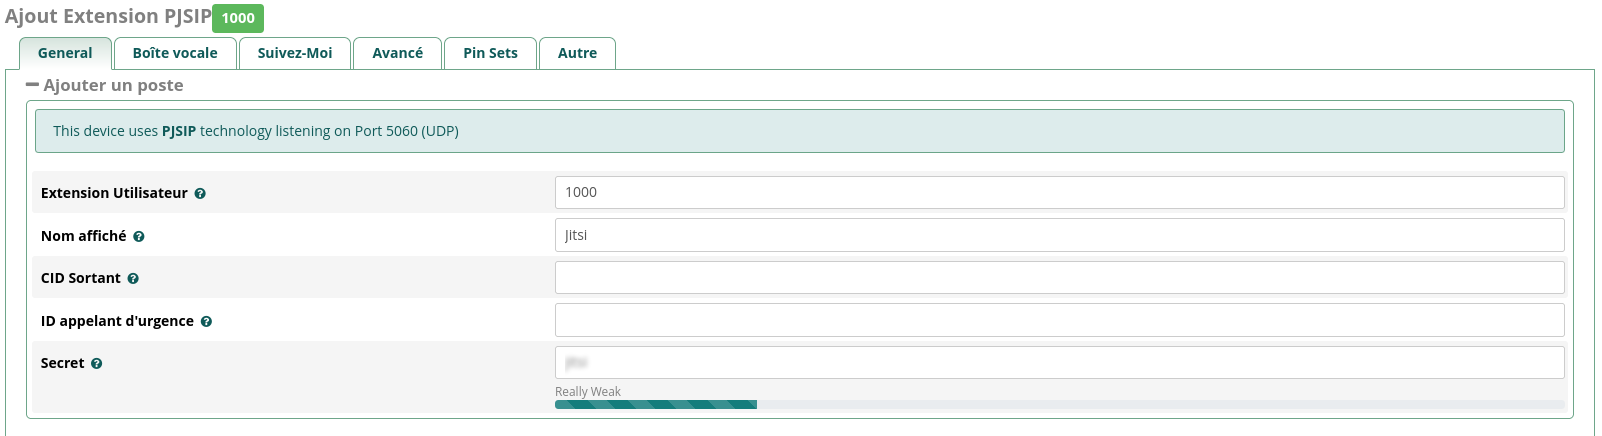 Ajout Extension PJSIP 1000
General Boîte vocale Suivez-Moi Avancé Pin Sets Autre
Ajouter un poste
This device uses PJSIP technology listening on Port 5060 (UDP)
Extension Utilisateur 1000
Nom affiché Jitsi
CID Sortant
ID appelant d'urgence
Secret
Really Weak